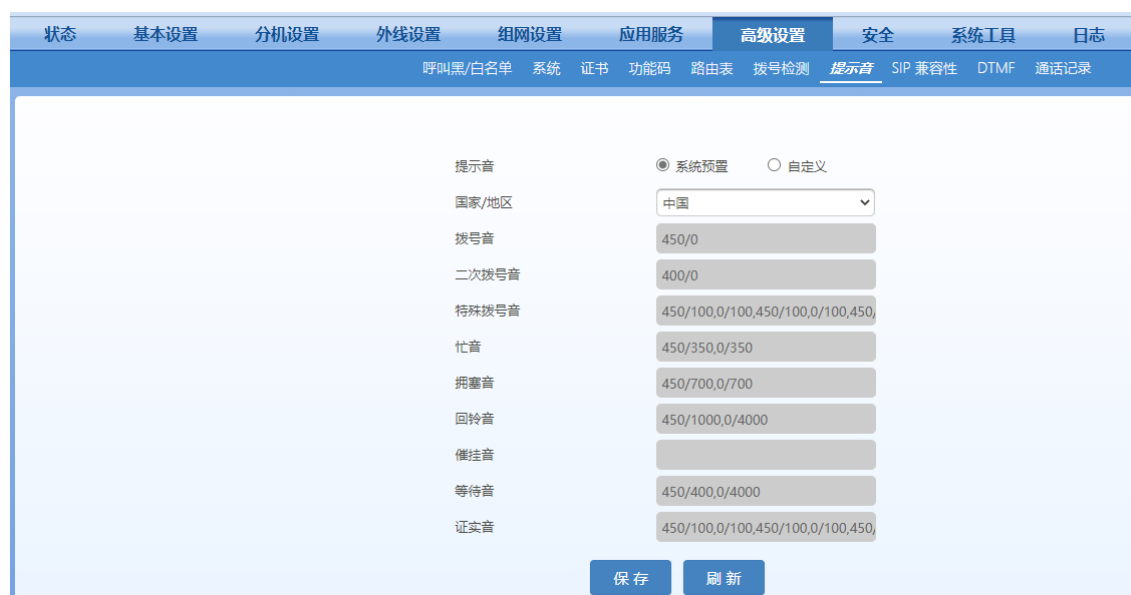 状态 基本设置 分机设置 外线设置 组网设置 应用服务 高级设置 安全 系统工具 日志
呼叫黑/白名单 系统 证书 功能码 路由表 拨号检测 提示音 SIP 兼容性 DTMF 通话记录
提示音 系统预置 自定义
国家/地区 中国
拨号音 450/0
二次拨号音 400/0
特殊拨号音 450/100,0/100,450/100,0/100,450/
忙音 450/350,0/350
拥塞音 450/700,0/700
回铃音 450/1000,0/4000
催挂音
等待音 450/400,0/4000
证实音 450/100,0/100,450/100,0/100,450/
保存 刷新